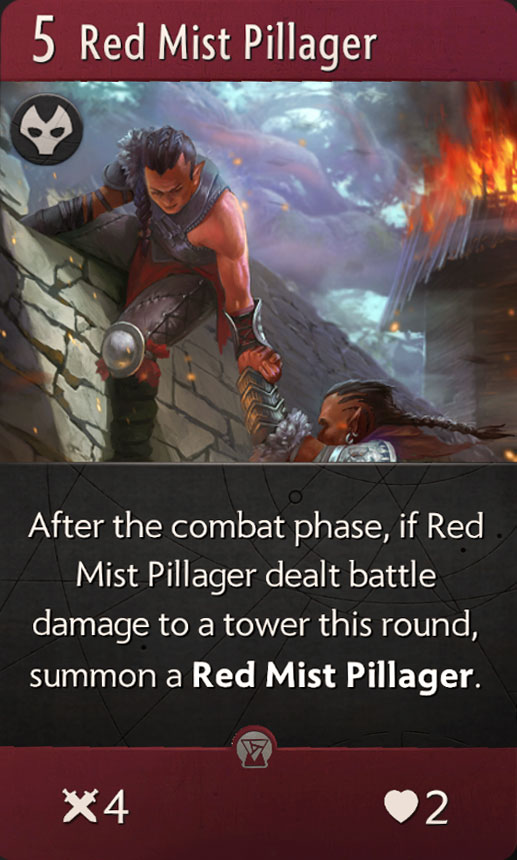 5 Red Mist Pillager
After the combat phase, if Red
Mist Pillager dealt battle
damage to a tower this round,
summon a Red Mist Pillager.
4 2